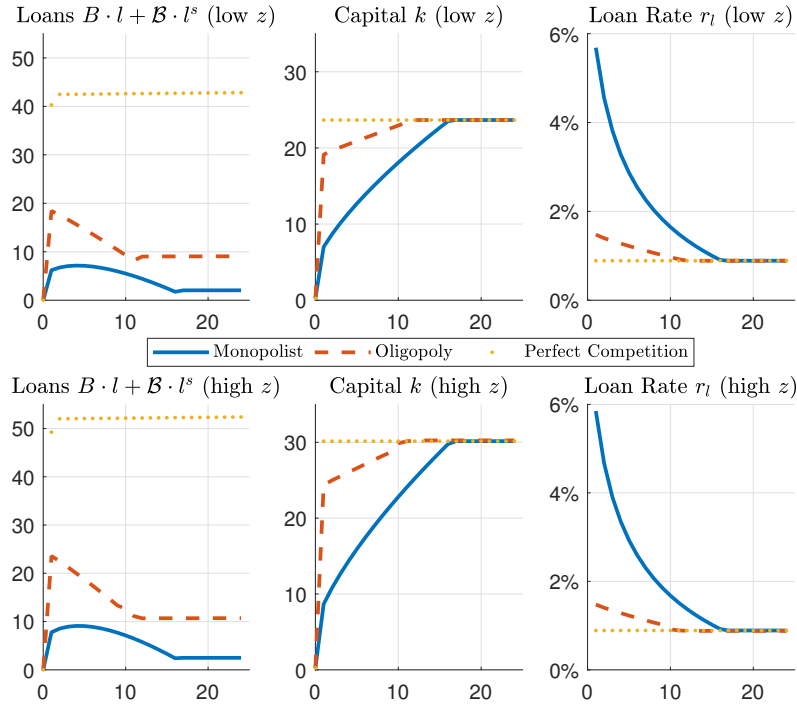 Loans B · l + ℬ · lˢ (low z)
Capital k (low z)
Loan Rate r_l (low z)
50
40
30
20
10
0
0 10 20
30
20
10
0
0 10 20
6%
4%
2%
0%
0 10 20
Monopolist Oligopoly Perfect Competition
Loans B · l + ℬ · lˢ (high z)
Capital k (high z)
Loan Rate r_l (high z)
50
40
30
20
10
0
0 10 20
30
20
10
0
0 10 20
6%
4%
2%
0%
0 10 20